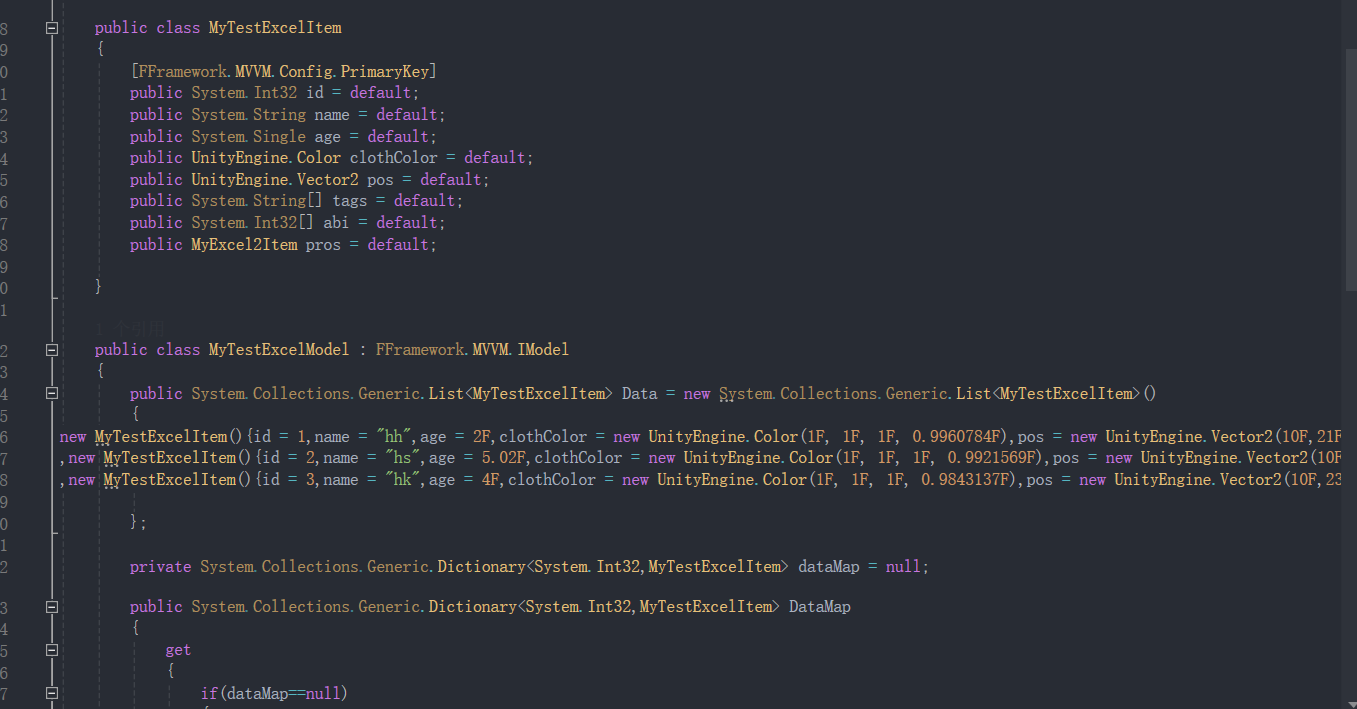 8 public class MyTestExcelItem
9 {
0 [FFramework.MVVM.Config.PrimaryKey]
1 public System.Int32 id = default;
2 public System.String name = default;
3 public System.Single age = default;
4 public UnityEngine.Color clothColor = default;
5 public UnityEngine.Vector2 pos = default;
6 public System.String[] tags = default;
7 public System.Int32[] abi = default;
8 public MyExcel2Item pros = default;
9
0 }
1
个引用
2 public class MyTestExcelModel : FFramework.MVVM.IModel
3 {
4 public System.Collections.Generic.List<MyTestExcelItem> Data = new System.Collections.Generic.List<MyTestExcelItem>()
5 {
6 new MyTestExcelItem(){id = 1,name = "hh",age = 2F,clothColor = new UnityEngine.Color(1F, 1F, 1F, 0.9960784F),pos = new UnityEngine.Vector2(10F,21F
7 ,new MyTestExcelItem(){id = 2,name = "hs",age = 5.02F,clothColor = new UnityEngine.Color(1F, 1F, 1F, 0.9921569F),pos = new UnityEngine.Vector2(10F
8 ,new MyTestExcelItem(){id = 3,name = "hk",age = 4F,clothColor = new UnityEngine.Color(1F, 1F, 1F, 0.9843137F),pos = new UnityEngine.Vector2(10F,23
9
0 };
1
2 private System.Collections.Generic.Dictionary<System.Int32,MyTestExcelItem> dataMap = null;
3 public System.Collections.Generic.Dictionary<System.Int32,MyTestExcelItem> DataMap
4 {
5 get
6 {
7 if(dataMap==null)